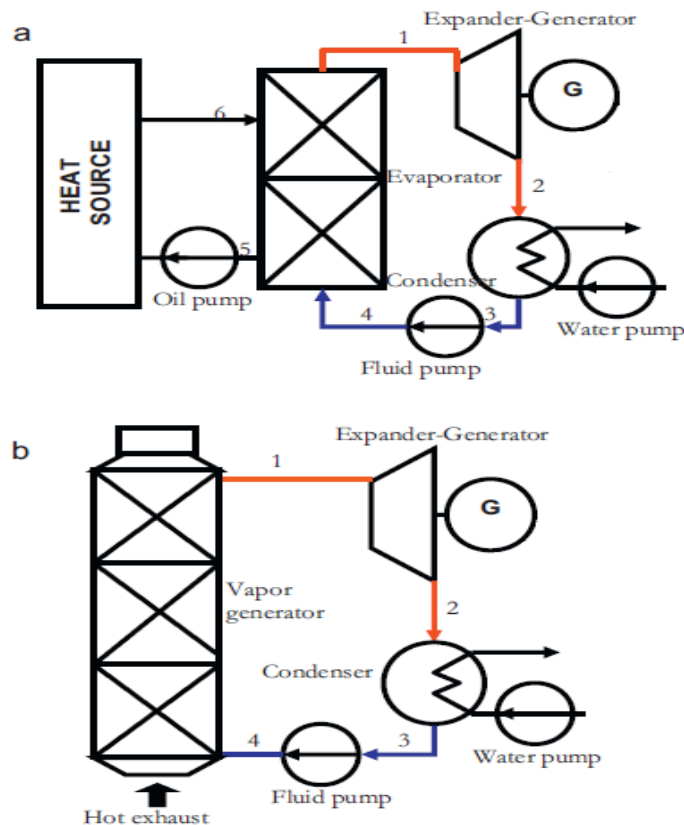 a
Expander-Generator
1
G
6
HEAT
SOURCE
Evaporator
2
5
Oil pump
Condenser
4
3
Water pump
Fluid pump
b
Expander-Generator
1
G
Vapor
generator
2
Condenser
4
3
Water pump
Fluid pump
Hot exhaust